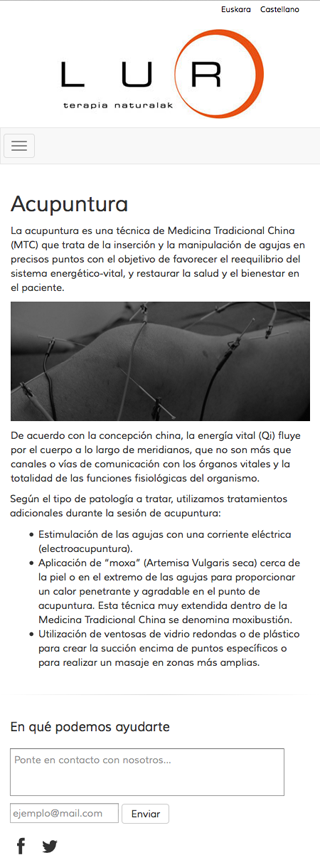 Euskara Castellano
LUR
terapia naturalak
Acupuntura
La acupuntura es una técnica de Medicina Tradicional China
(MTC) que trata de la inserción y la manipulación de agujas en
precisos puntos con el objetivo de favorecer el reequilibrio del
sistema energético-vital, y restaurar la salud y el bienestar en
el paciente.
De acuerdo con la concepción china, la energía vital (Qi) fluye
por el cuerpo a lo largo de meridianos, que no son más que
canales o vías de comunicación con los órganos vitales y la
totalidad de las funciones fisiológicas del organismo.
Según el tipo de patología a tratar, utilizamos tratamientos
adicionales durante la sesión de acupuntura:
• Estimulación de las agujas con una corriente eléctrica
(electroacupuntura).
• Aplicación de “moxa” (Artemisa Vulgaris seca) cerca de
la piel o en el extremo de las agujas para proporcionar
un calor penetrante y agradable en el punto de
acupuntura. Esta técnica muy extendida dentro de la
Medicina Tradicional China se denomina moxibustión.
• Utilización de ventosas de vidrio redondas o de plástico
para crear la succión encima de puntos específicos o
para realizar un masaje en zonas más amplias.
En qué podemos ayudarte
Ponte en contacto con nosotros...
ejemplo@mail.com Enviar